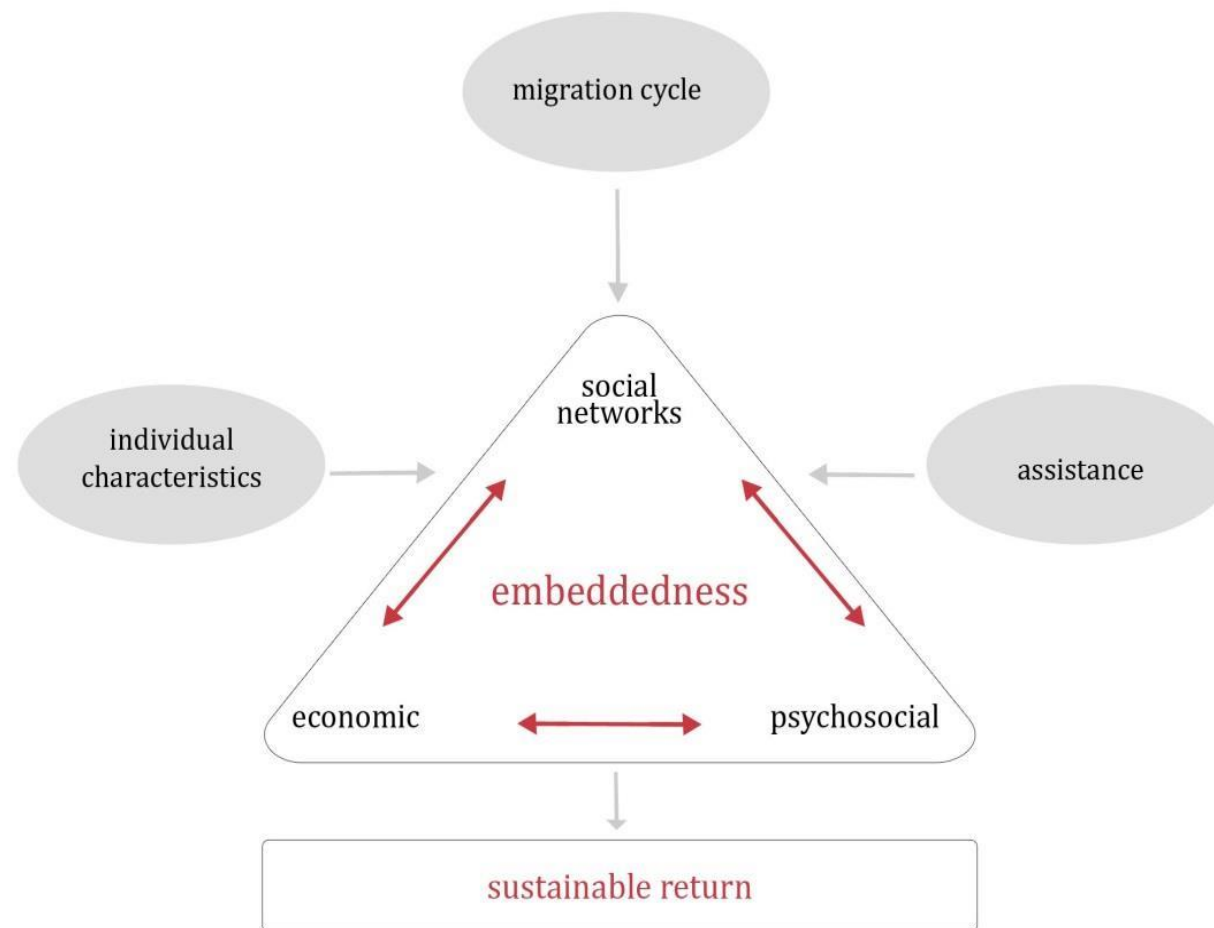 migration cycle
social
networks
individual
characteristics
assistance
embeddedness
economic
psychosocial
sustainable return